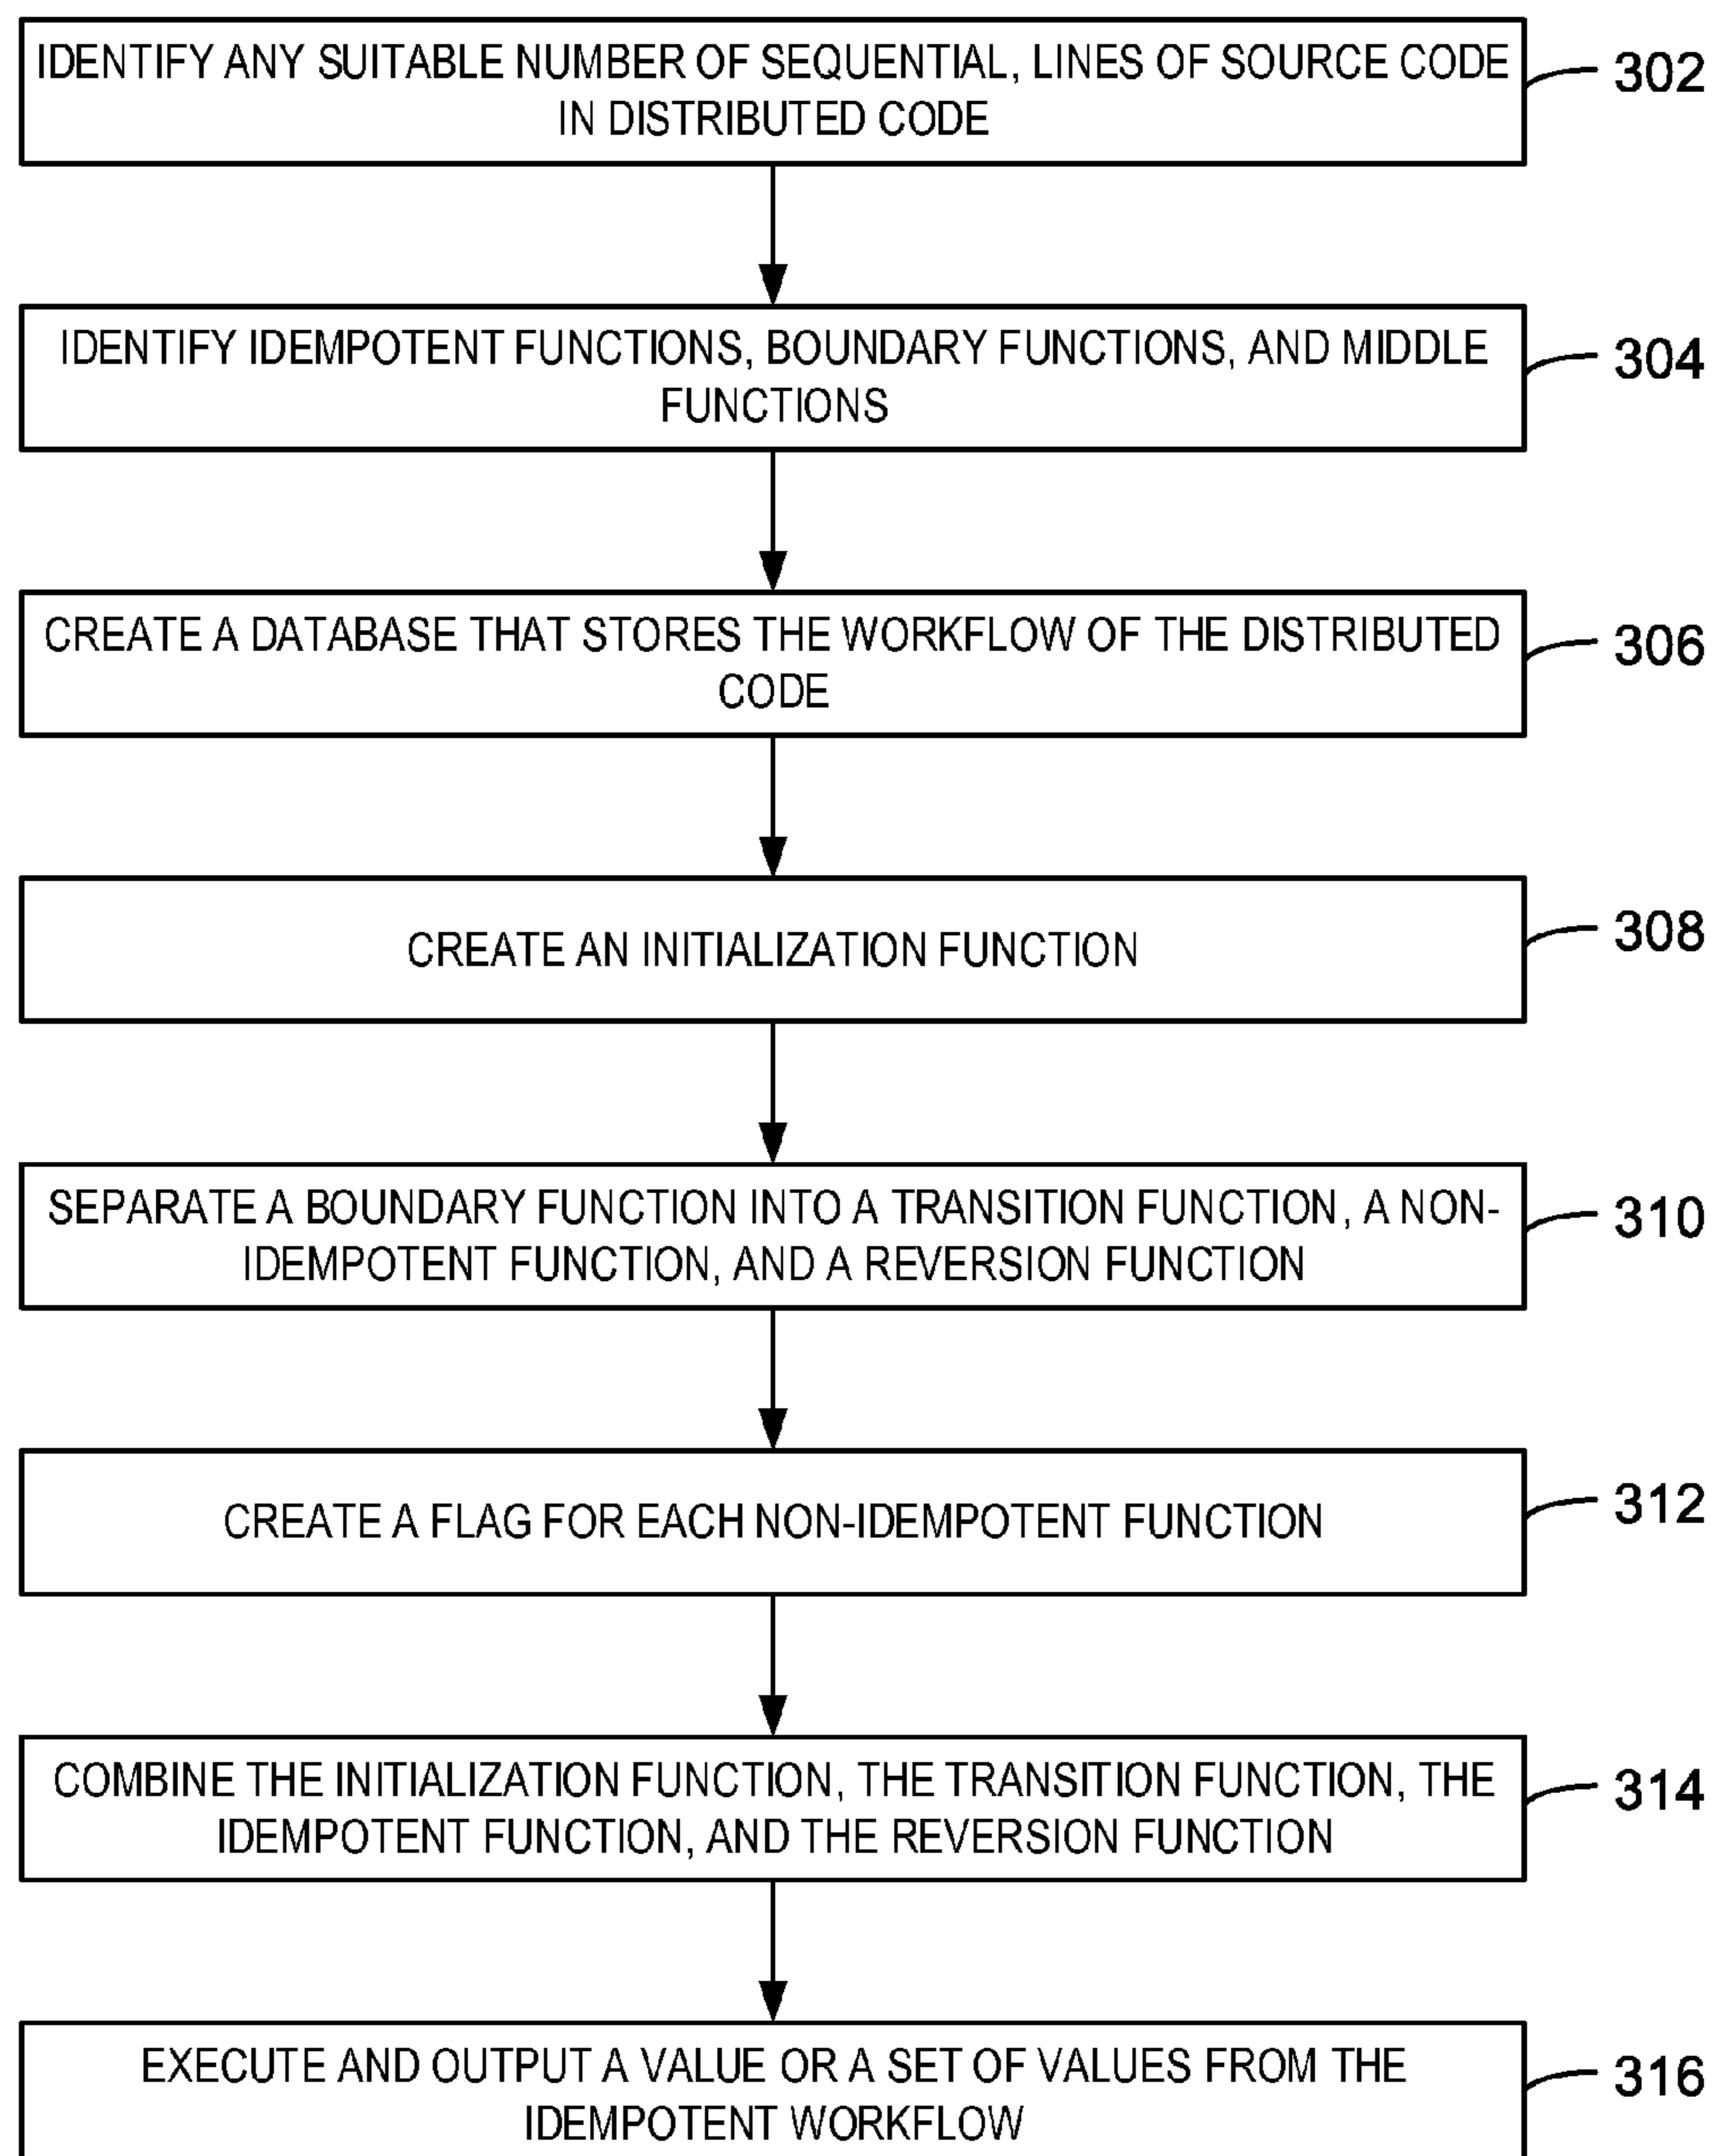 IDENTIFY ANY SUITABLE NUMBER OF SEQUENTIAL, LINES OF SOURCE CODE
IN DISTRIBUTED CODE
302
IDENTIFY IDEMPOTENT FUNCTIONS, BOUNDARY FUNCTIONS, AND MIDDLE
FUNCTIONS
304
CREATE A DATABASE THAT STORES THE WORKFLOW OF THE DISTRIBUTED
CODE
306
CREATE AN INITIALIZATION FUNCTION
308
SEPARATE A BOUNDARY FUNCTION INTO A TRANSITION FUNCTION, A NON-
IDEMPOTENT FUNCTION, AND A REVERSION FUNCTION
310
CREATE A FLAG FOR EACH NON-IDEMPOTENT FUNCTION
312
COMBINE THE INITIALIZATION FUNCTION, THE TRANSITION FUNCTION, THE
IDEMPOTENT FUNCTION, AND THE REVERSION FUNCTION
314
EXECUTE AND OUTPUT A VALUE OR A SET OF VALUES FROM THE
IDEMPOTENT WORKFLOW
316